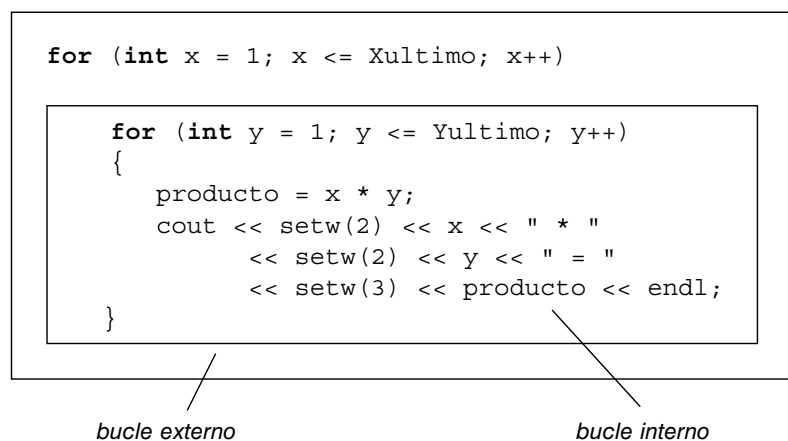 for (int x = 1; x <= Xultimo; x++)
for (int y = 1; y <= Yultimo; y++)
{
producto = x * y;
cout << setw(2) << x << " * "
<< setw(2) << y << " = "
<< setw(3) << producto << endl;
}
bucle externo
bucle interno